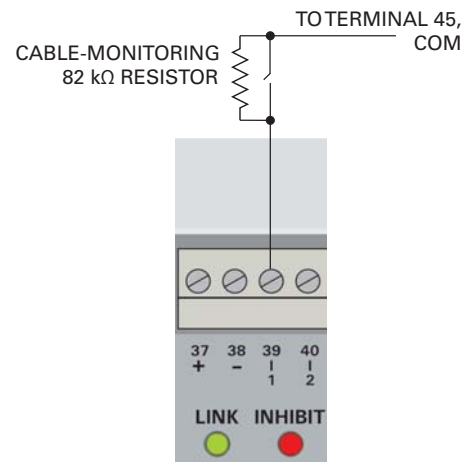 TO TERMINAL 45,
COM
CABLE-MONITORING
82 kΩ RESISTOR
37 38 39 40
+ – I I
1 2
LINK INHIBIT